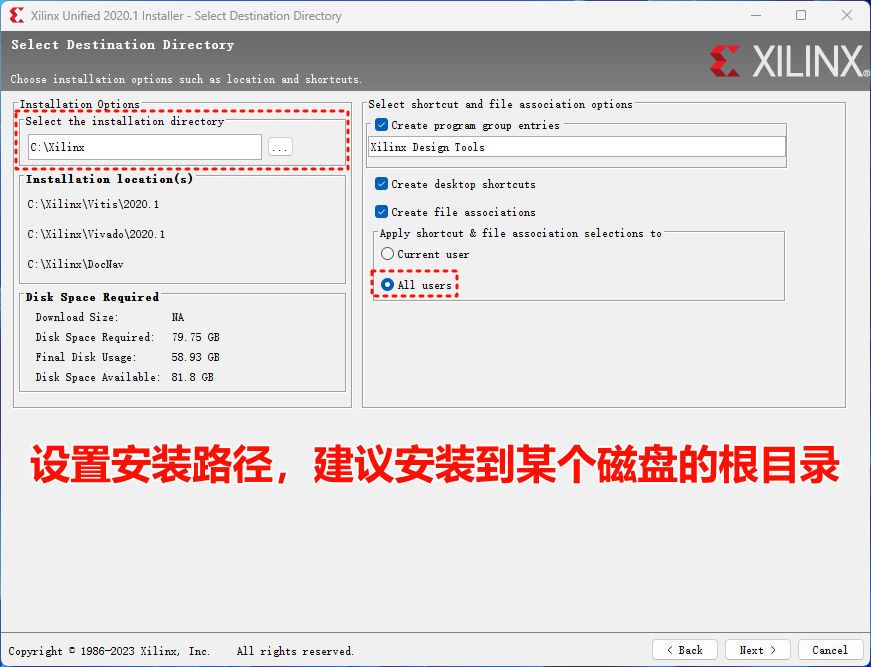 Xilinx Unified 2020.1 Installer - Select Destination Directory
Select Destination Directory
Choose installation options such as location and shortcuts.
XILINX®
Installation Options
Select the installation directory
C:\Xilinx
...
Installation location(s)
C:\Xilinx\Vitis\2020.1
C:\Xilinx\Vivado\2020.1
C:\Xilinx\DocNav
Disk Space Required
Download Size: NA
Disk Space Required: 79.75 GB
Final Disk Usage: 58.93 GB
Disk Space Available: 81.8 GB
Select shortcut and file association options
Create program group entries
Xilinx Design Tools
Create desktop shortcuts
Create file associations
Apply shortcut & file association selections to
Current user
All users
设置安装路径，建议安装到某个磁盘的根目录
Copyright © 1986-2023 Xilinx, Inc. All rights reserved.
< Back
Next >
Cancel